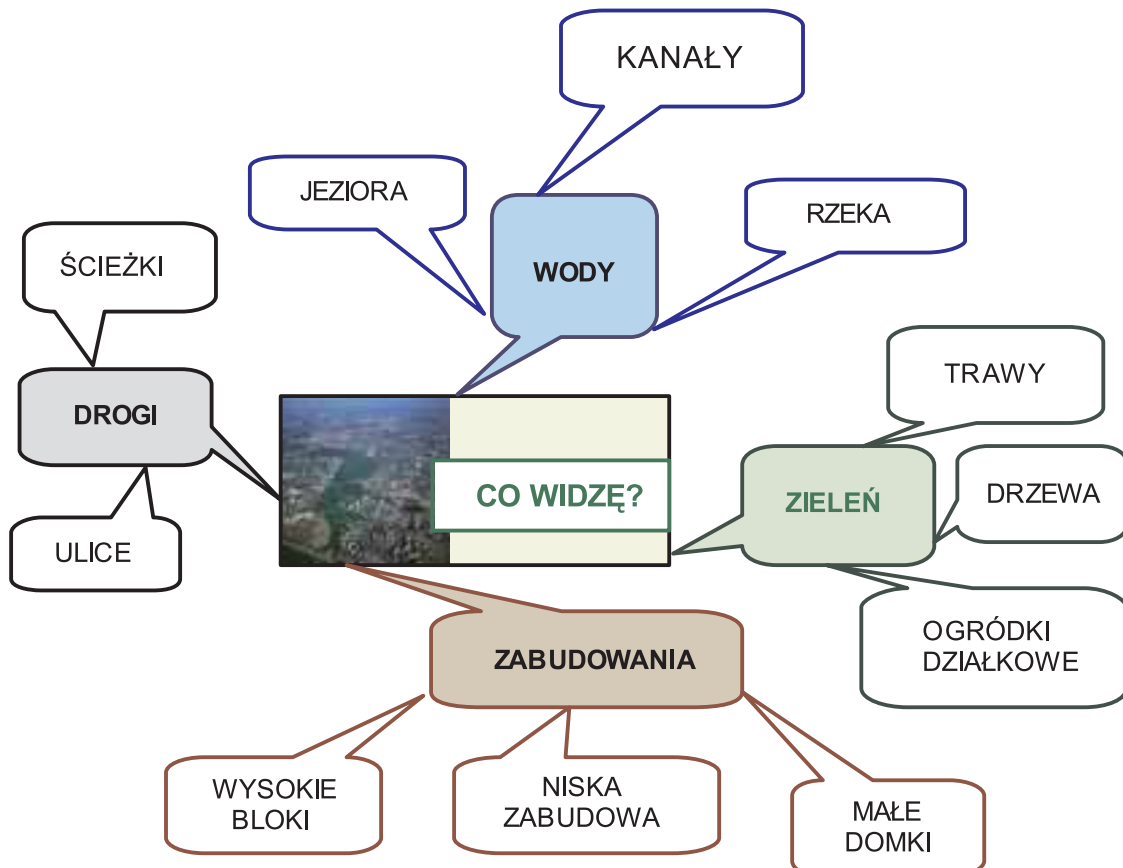 KANAŁY
JEZIORA
RZEKA
WODY
ŚCIEŻKI
DROGI
ULICE
CO WIDZĘ?
TRAWY
ZIELEŃ
DRZEWA
OGRÓDKI
DZIAŁKOWE
ZABUDOWANIA
WYSOKIE
BLOKI
NISKA
ZABUDOWA
MAŁE
DOMKI